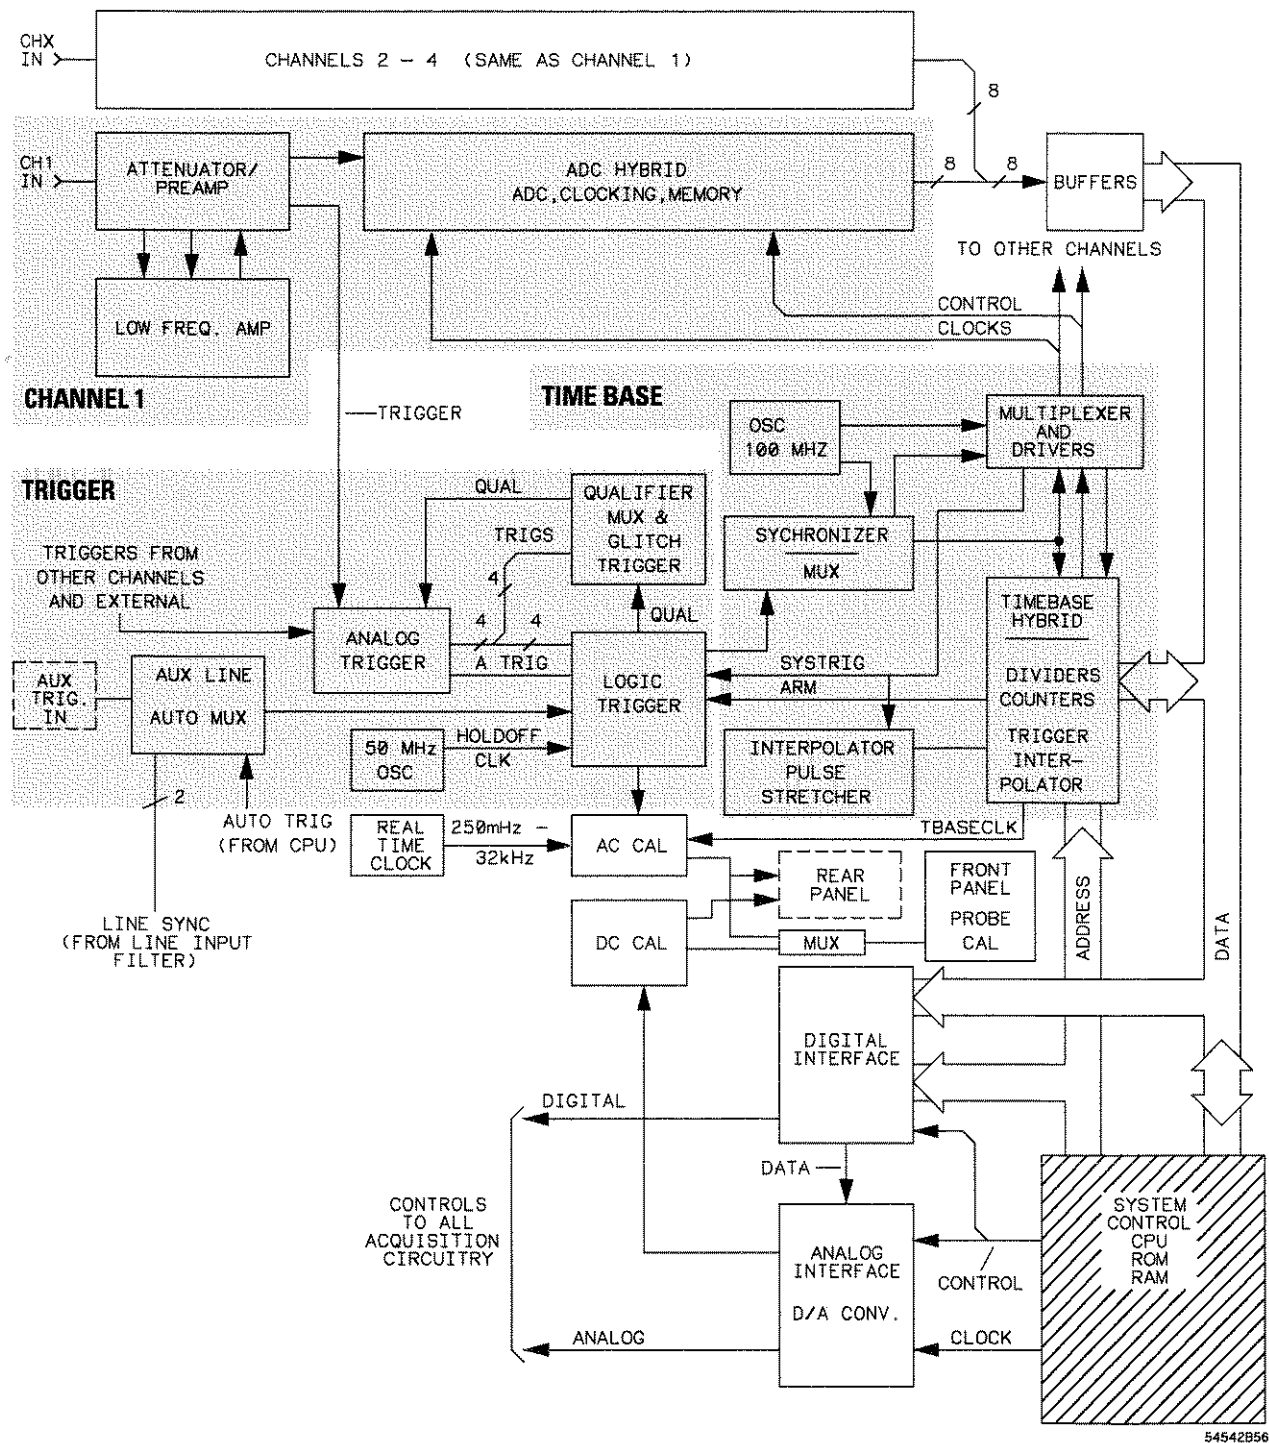 CHX
IN
CHANNELS 2 - 4 (SAME AS CHANNEL 1)
8
CH1
IN
ATTENUATOR/
PREAMP
ADC HYBRID
ADC,CLOCKING,MEMORY
8
8
BUFFERS
TO OTHER CHANNELS
LOW FREQ. AMP
CONTROL
CLOCKS
CHANNEL 1
TRIGGER
TIME BASE
OSC
100 MHZ
MULTIPLEXER
AND
DRIVERS
TRIGGER
QUAL
QUALIFIER
MUX &
GLITCH
TRIGGER
TRIGS
SYCHRONIZER
MUX
TRIGGERS FROM
OTHER CHANNELS
AND EXTERNAL
4
4
4
QUAL
TIMEBASE
HYBRID
DIVIDERS
COUNTERS
TRIGGER
INTER-
POLATOR
ANALOG
TRIGGER
A TRIG
LOGIC
TRIGGER
SYSTRIG
ARM
AUX
TRIG.
IN
AUX LINE
AUTO MUX
50 MHz
OSC
HOLDOFF
CLK
INTERPOLATOR
PULSE
STRETCHER
2
AUTO TRIG
(FROM CPU)
REAL
TIME
CLOCK
250mHz -
32kHz
AC CAL
TBASECLK
REAR
PANEL
FRONT
PANEL
PROBE
CAL
ADDRESS
DATA
LINE SYNC
(FROM LINE INPUT
FILTER)
DC CAL
MUX
DIGITAL
INTERFACE
DIGITAL
DATA
CONTROLS
TO ALL
ACQUISITION
CIRCUITRY
ANALOG
INTERFACE
D/A CONV.
CONTROL
SYSTEM
CONTROL
CPU
ROM
RAM
ANALOG
CLOCK
54542B56